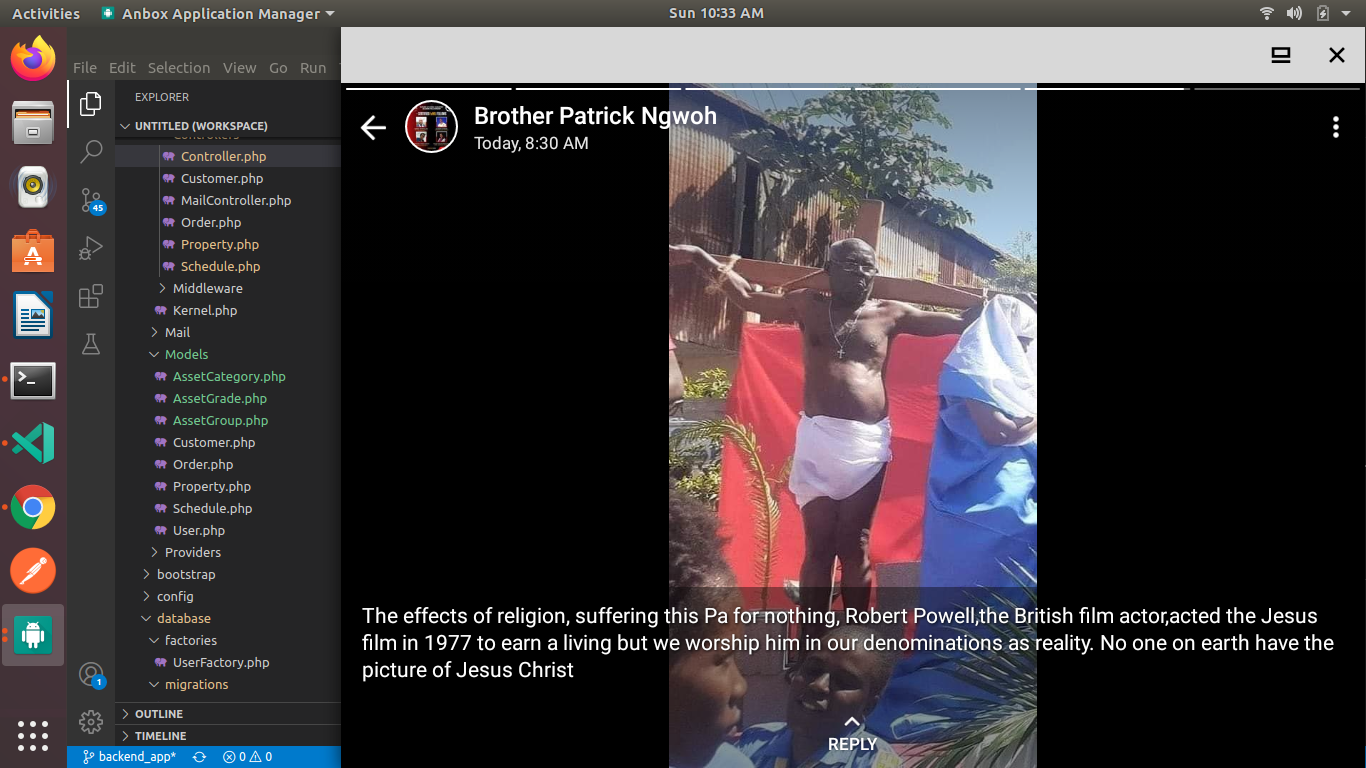 Activities
Anbox Application Manager
Sun 10:33 AM
File Edit Selection View Go Run
EXPLORER
UNTITLED (WORKSPACE)
Controllers
Controller.php
Customer.php
MailController.php
Order.php
Property.php
Schedule.php
Middleware
Kernel.php
Mail
Models
AssetCategory.php
AssetGrade.php
AssetGroup.php
Customer.php
Order.php
Property.php
Schedule.php
User.php
Providers
bootstrap
config
database
factories
UserFactory.php
migrations
OUTLINE
TIMELINE
45
1
backend_app*
0
0
Brother Patrick Ngwoh
Today, 8:30 AM
The effects of religion, suffering this Pa for nothing, Robert Powell,the British film actor,acted the Jesus
film in 1977 to earn a living but we worship him in our denominations as reality. No one on earth have the
picture of Jesus Christ
REPLY